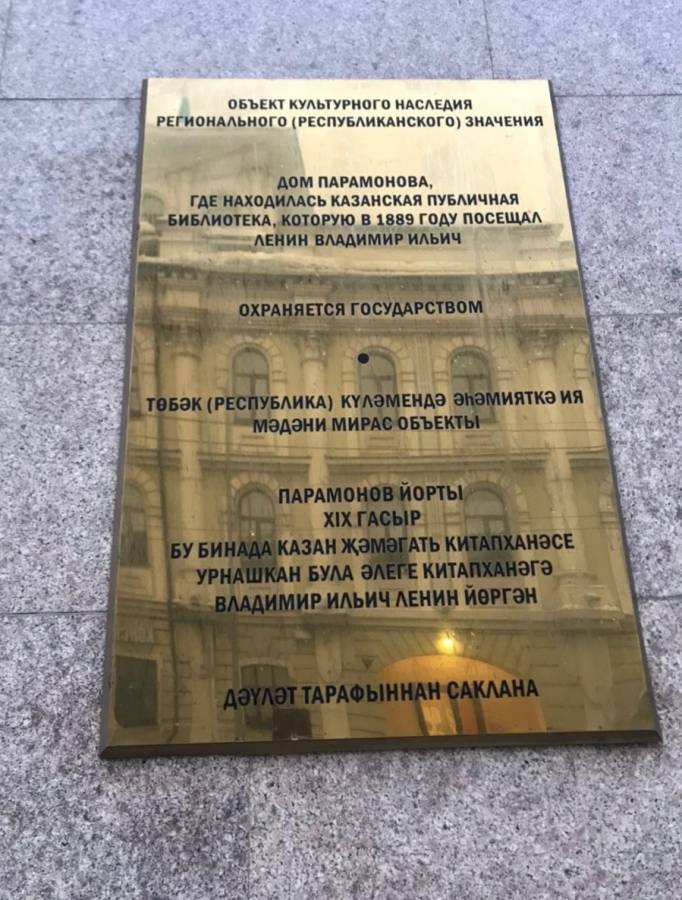 ОБЪЕКТ КУЛЬТУРНОГО НАСЛЕДИЯ
РЕГИОНАЛЬНОГО (РЕСПУБЛИКАНСКОГО) ЗНАЧЕНИЯ
ДОМ ПАРАМОНОВА,
ГДЕ НАХОДИЛАСЬ КАЗАНСКАЯ ПУБЛИЧНАЯ
БИБЛИОТЕКА, КОТОРУЮ В 1889 ГОДУ ПОСЕЩАЛ
ЛЕНИН ВЛАДИМИР ИЛЬИЧ
ОХРАНЯЕТСЯ ГОСУДАРСТВОМ
ТӨБӘК (РЕСПУБЛИКА) КҮЛӘМЕНДӘ ӘҺӘМИЯТКӘ ИЯ
МӘДӘНИ МИРАС ОБЪЕКТЫ
ПАРАМОНОВ ЙОРТЫ
XIX ГАСЫР
БУ БИНАДА КАЗАН ҖӘМӘГАТЬ КИТАПХАНӘСЕ
УРНАШКАН БУЛА ӘЛЕГЕ КИТАПХАНӘГӘ
ВЛАДИМИР ИЛЬИЧ ЛЕНИН ЙӨРГӘН
ДӘҮЛӘТ ТАРАФЫННАН САКЛАНА